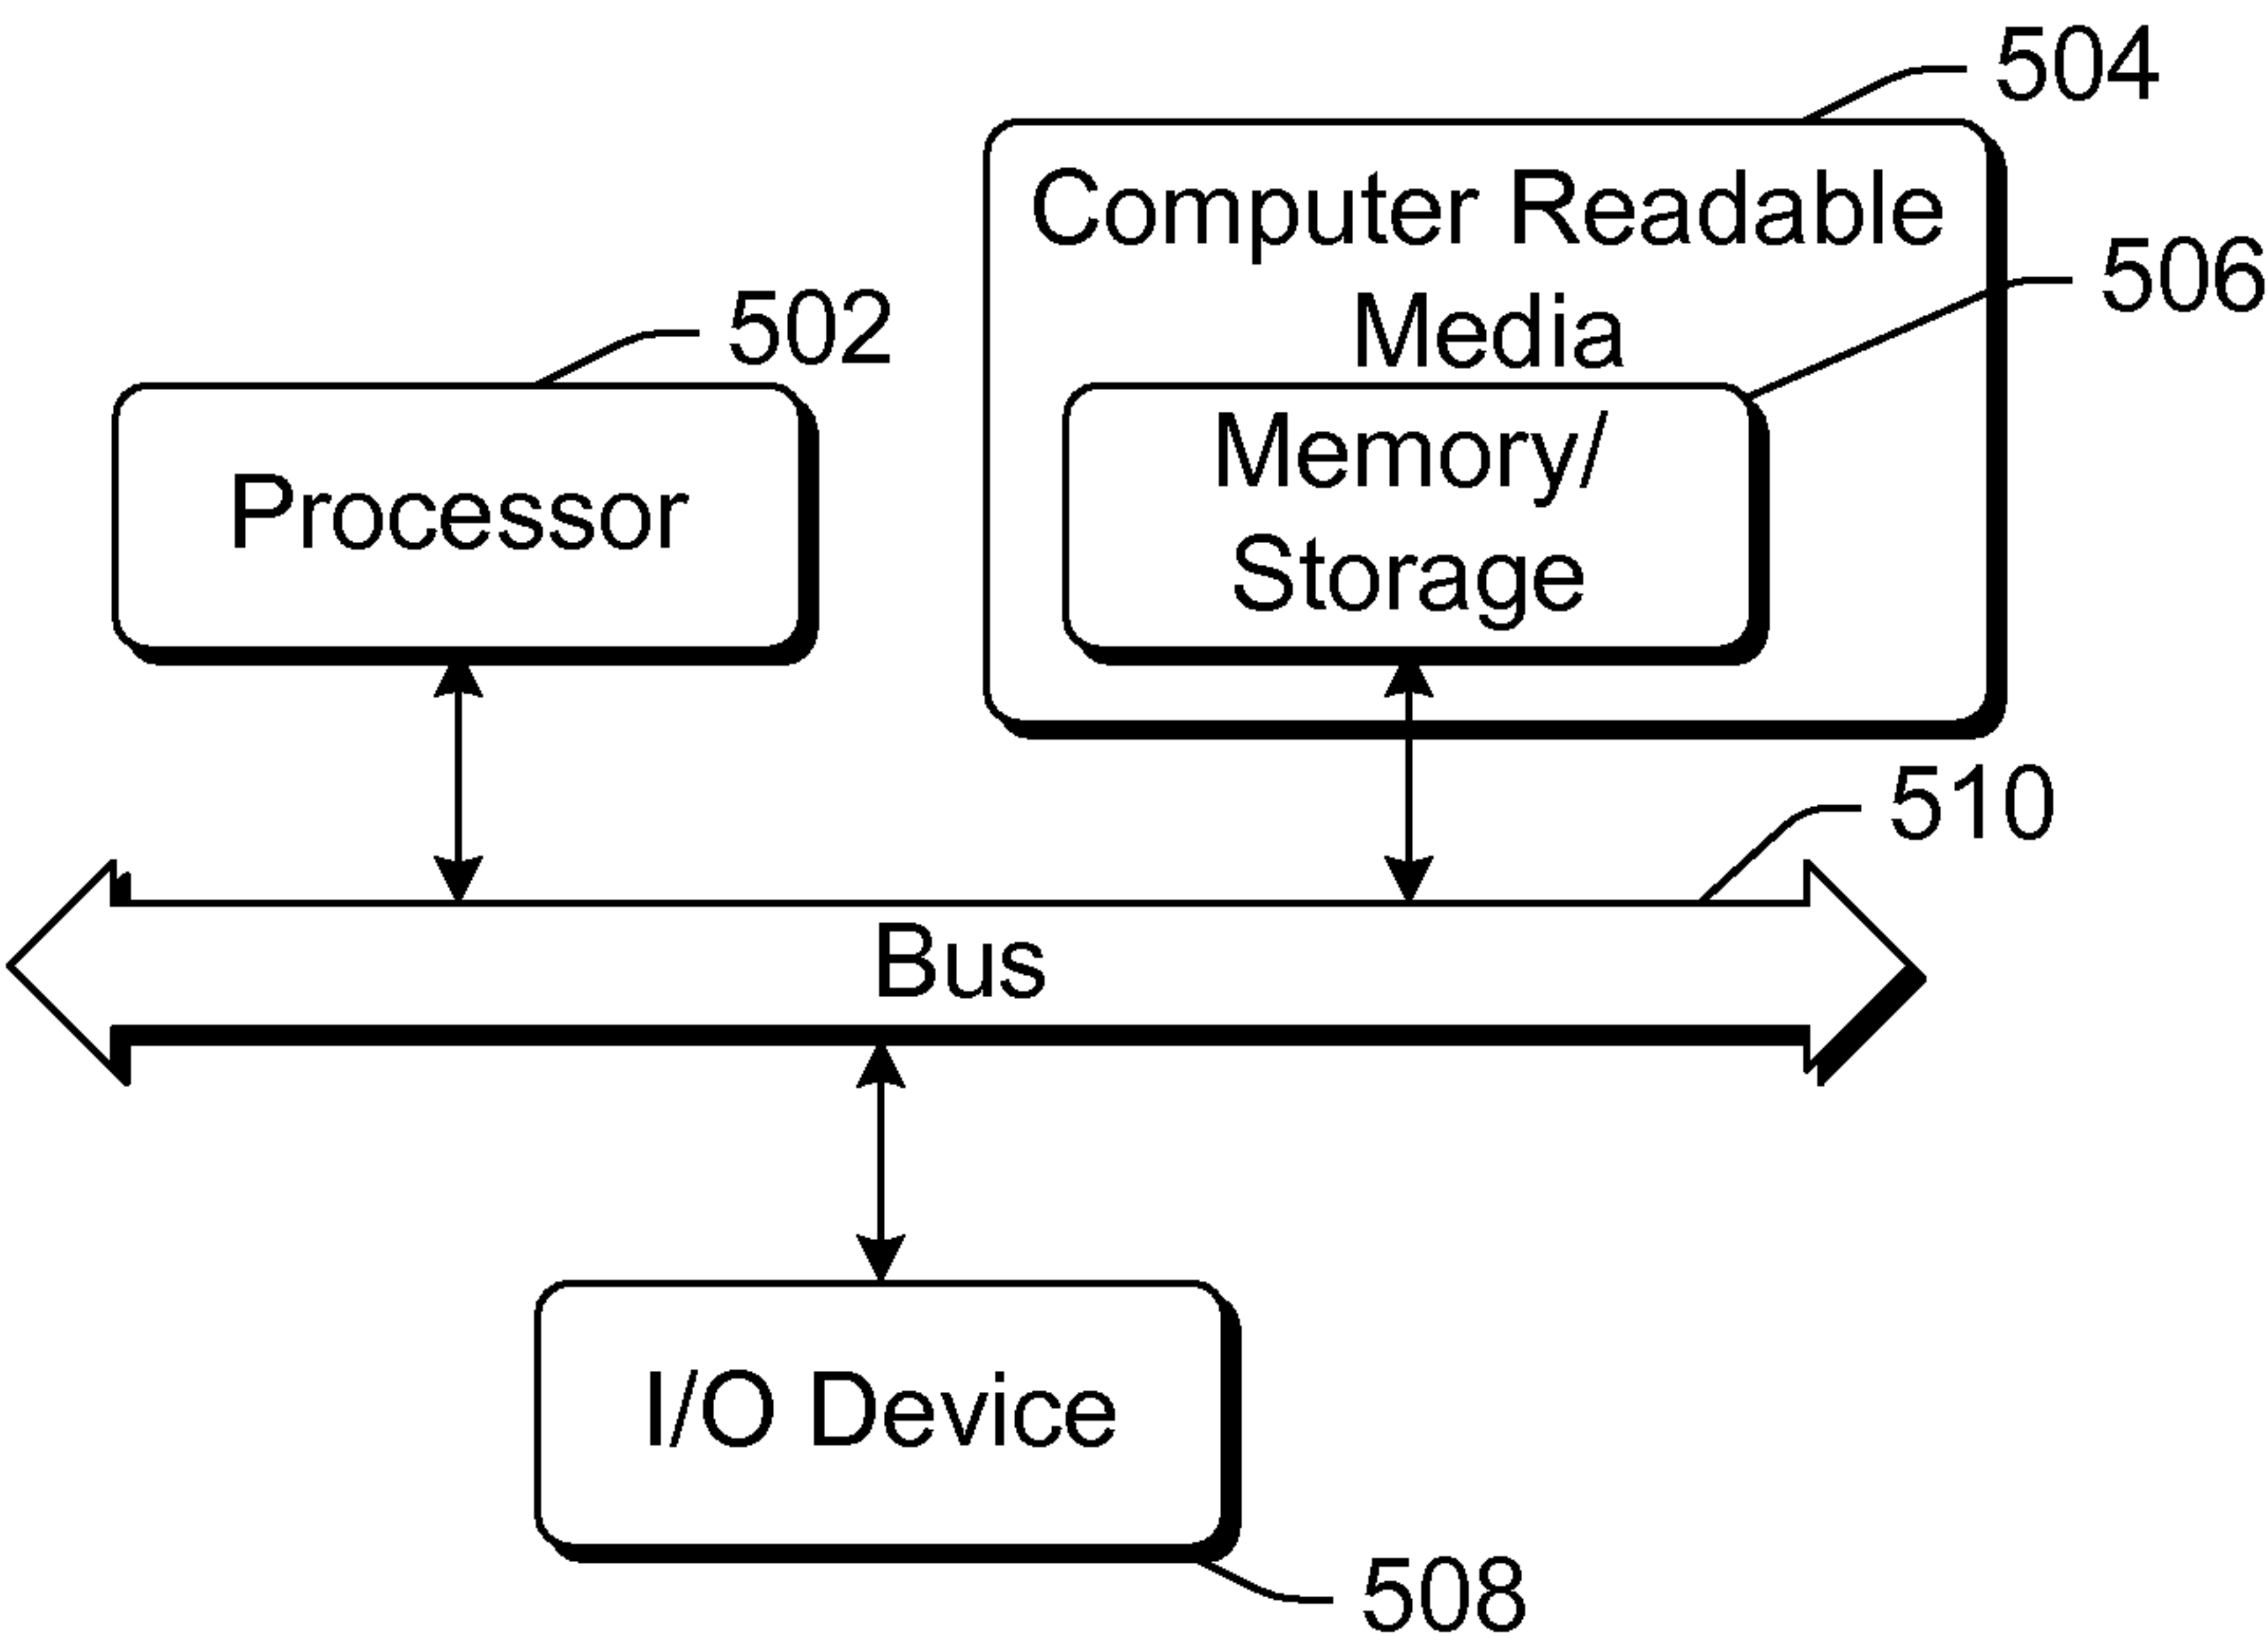 504
Computer Readable
Media
506
502
Processor
Memory/
Storage
510
Bus
I/O Device
508